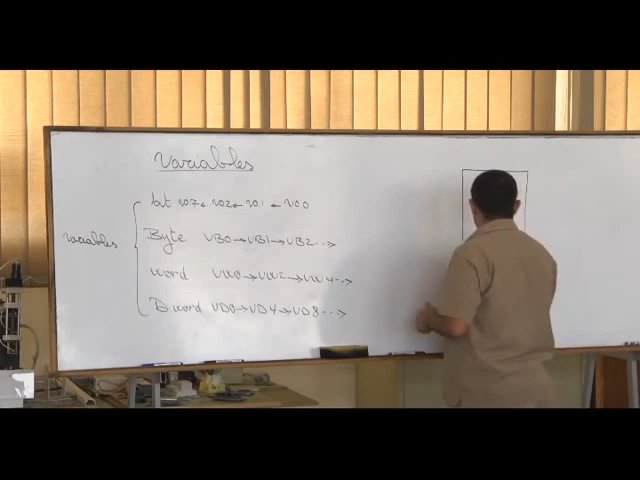 Variables
bit V0.7 ← .. V0.2 ← V0.1 ← V0.0
Variables
Byte VB0→VB1→VB2...→
word VW0→VW2→VW4...→
Dword VD0→VD4→VD8...→